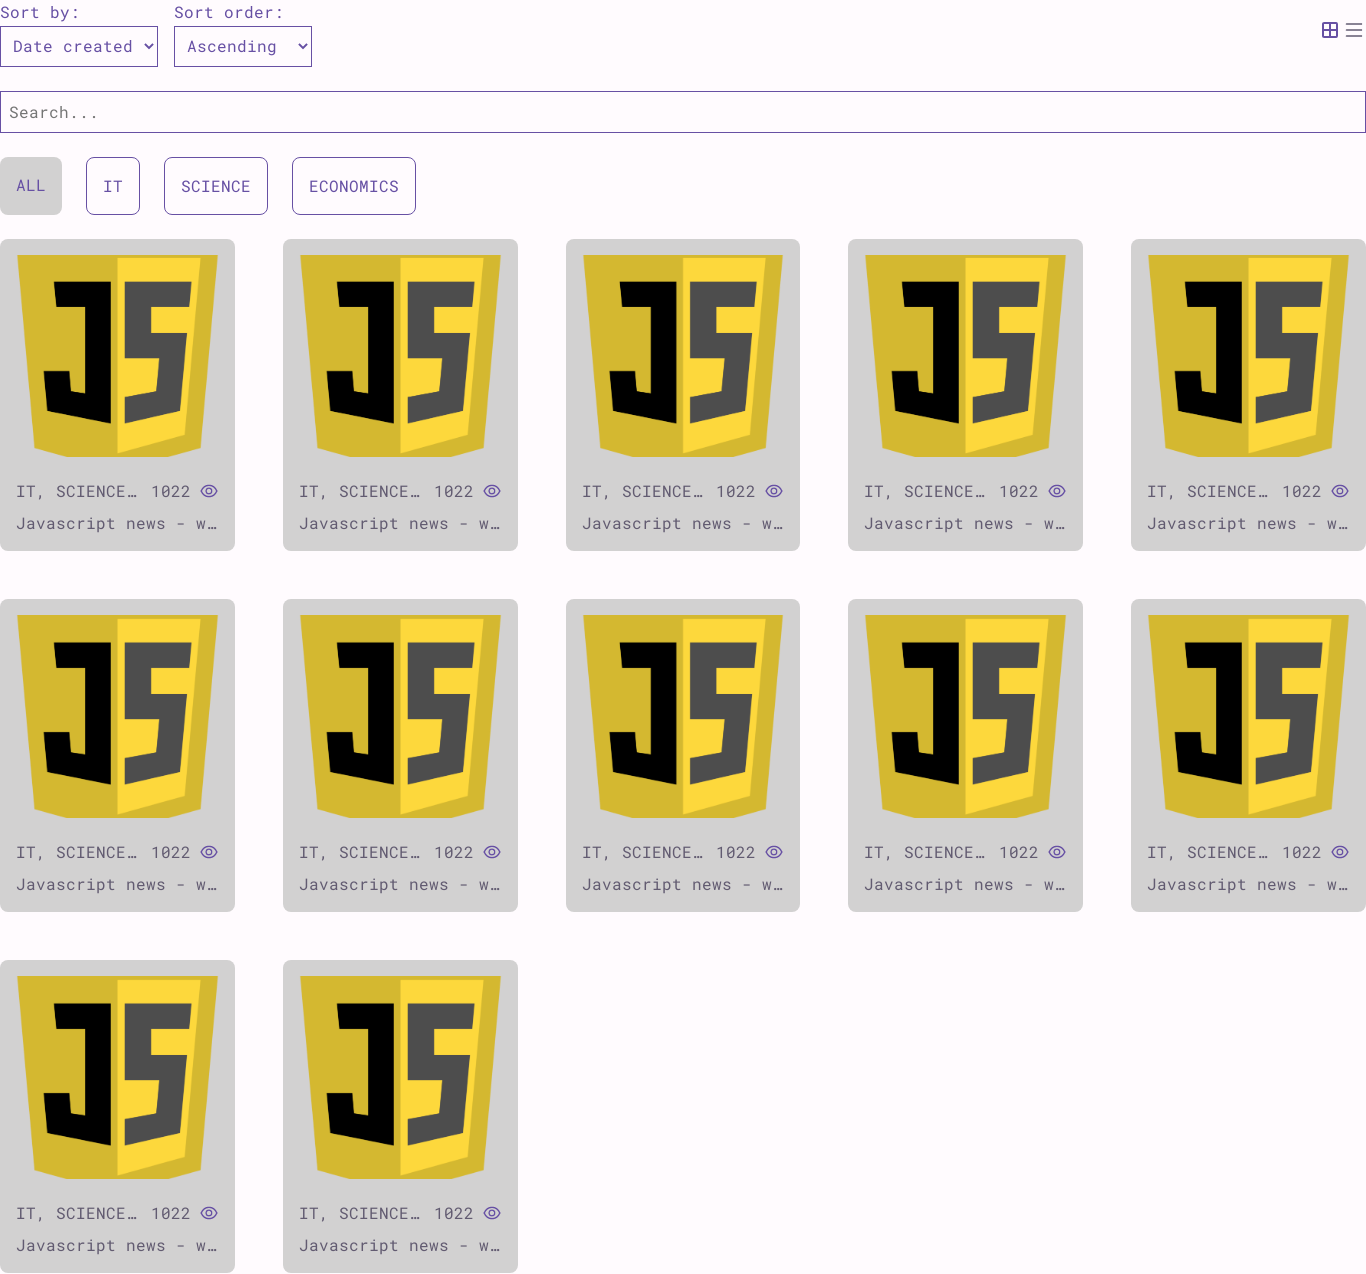 Sort by: Sort order:
Date created Ascending
Search...
ALL IT SCIENCE ECONOMICS
JS JS JS JS JS
IT, SCIENCE… 1022 IT, SCIENCE… 1022 IT, SCIENCE… 1022 IT, SCIENCE… 1022 IT, SCIENCE… 1022
Javascript news - w… Javascript news - w… Javascript news - w… Javascript news - w… Javascript news - w…
JS JS JS JS JS
IT, SCIENCE… 1022 IT, SCIENCE… 1022 IT, SCIENCE… 1022 IT, SCIENCE… 1022 IT, SCIENCE… 1022
Javascript news - w… Javascript news - w… Javascript news - w… Javascript news - w… Javascript news - w…
JS JS
IT, SCIENCE… 1022 IT, SCIENCE… 1022
Javascript news - w… Javascript news - w…